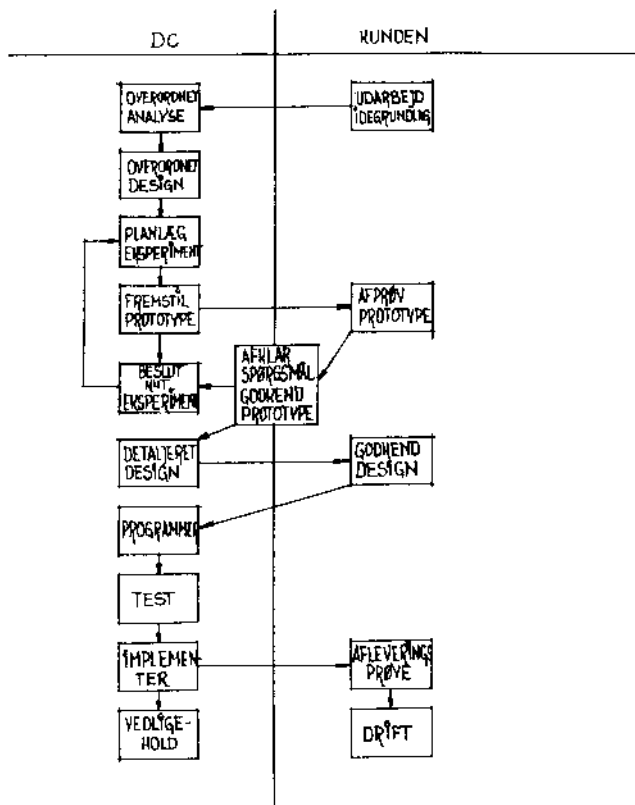 DC
KUNDEN
OVERORDNET
ANALYSE
UDARBEJD
IDEGRUNDLAG
OVERORDNET
DESIGN
PLANLÆG
EKSPERIMENT
FREMSTIL
PROTOTYPE
AFPRØV
PROTOTYPE
AFKLAR
SPØRGSMÅL
GODKEND
PROTOTYPE
BESLUT
NYT
EKSPERIMENT
DETALJERET
DESIGN
GODKEND
DESIGN
PROGRAMMER
TEST
IMPLEMEN-
TER
AFLEVERINGS
PRØVE
VEDLIGE-
HOLD
DRIFT